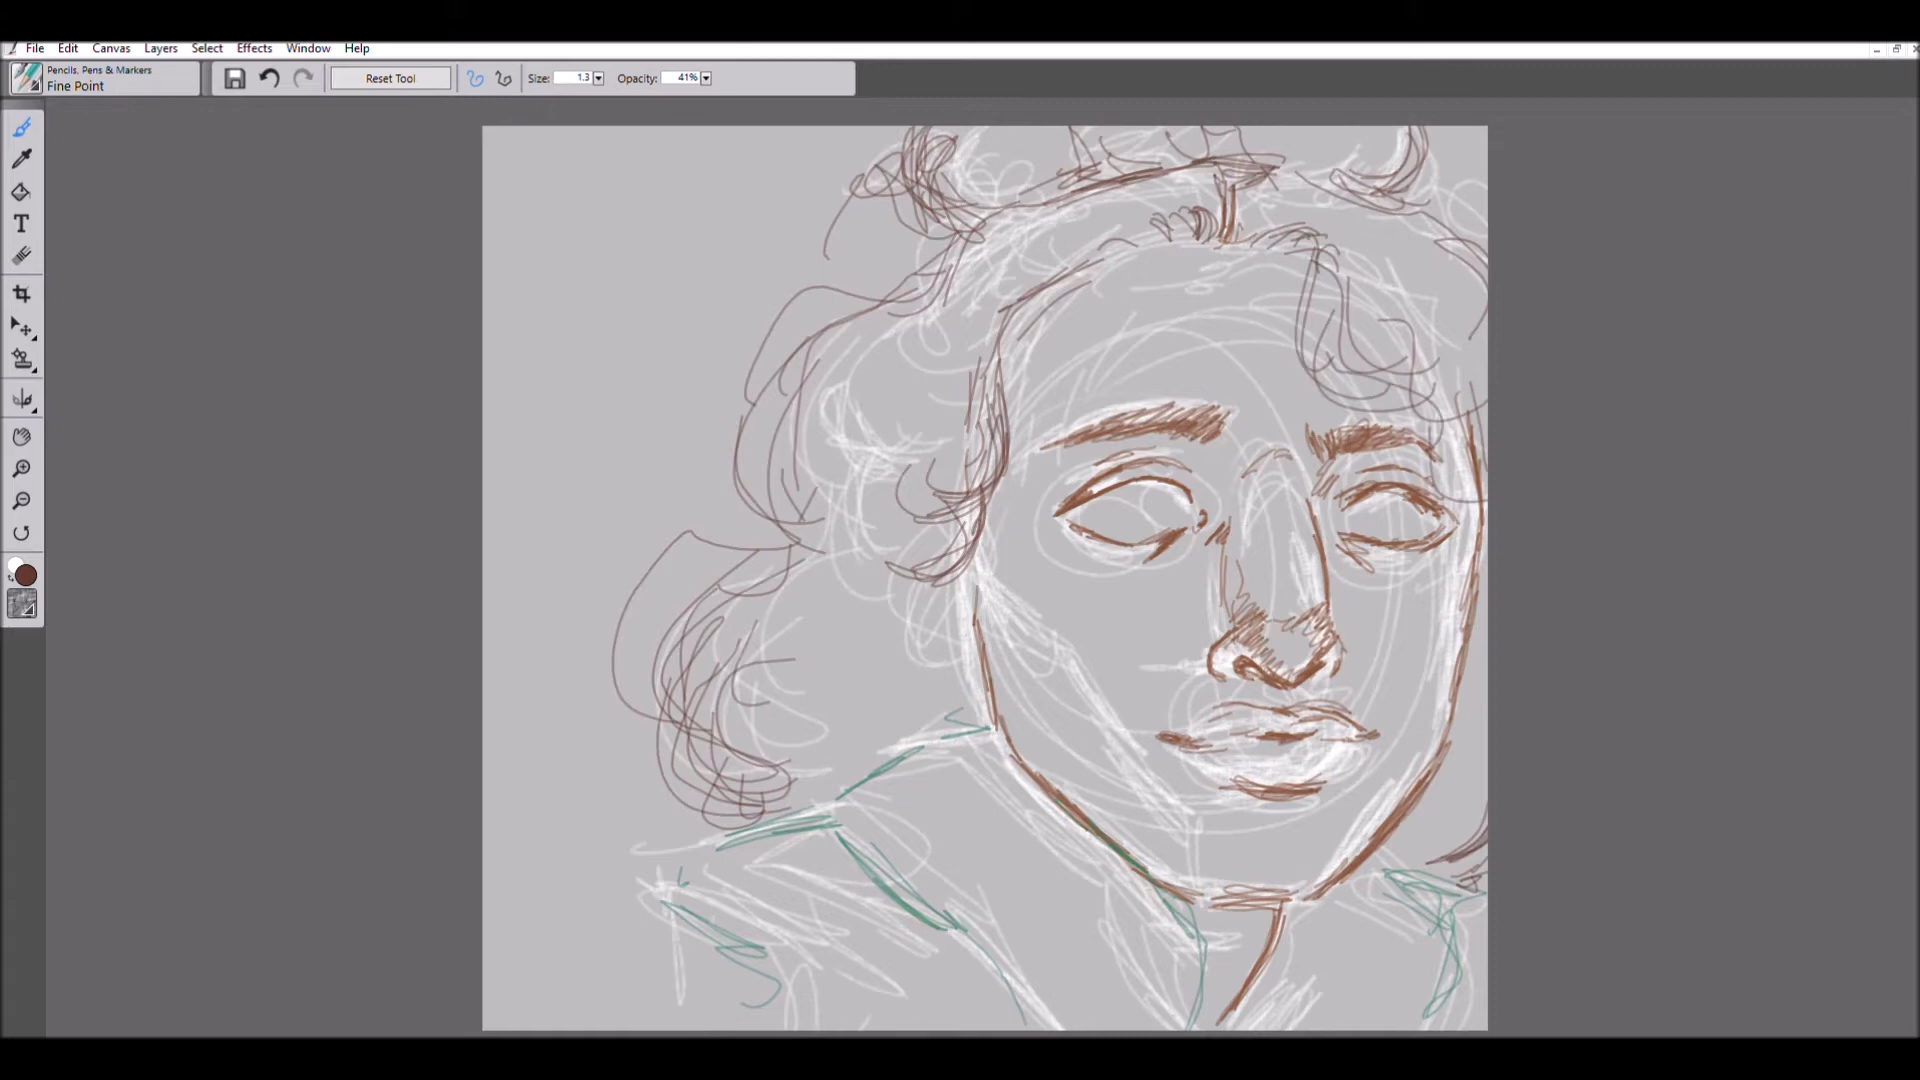 File Edit Canvas Layers Select Effects Window Help
Pencils, Pens & Markers
Fine Point
Reset Tool Size: 1.3 Opacity: 41%
T